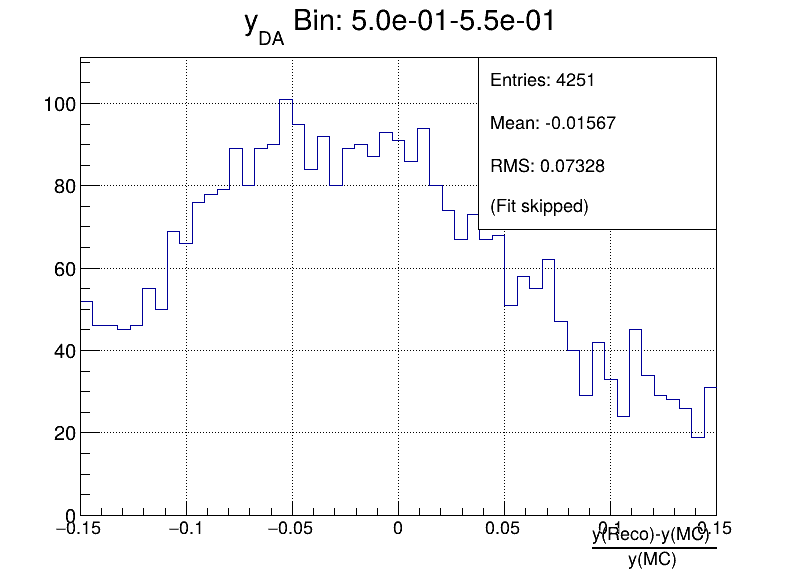 y_DA Bin: 5.0e-01-5.5e-01
Entries: 4251
Mean: -0.01567
RMS: 0.07328
(Fit skipped)
100
80
60
40
20
0
−0.15 −0.1 −0.05 0 0.05 0.1 0.15
y(Reco)-y(MC)
y(MC)